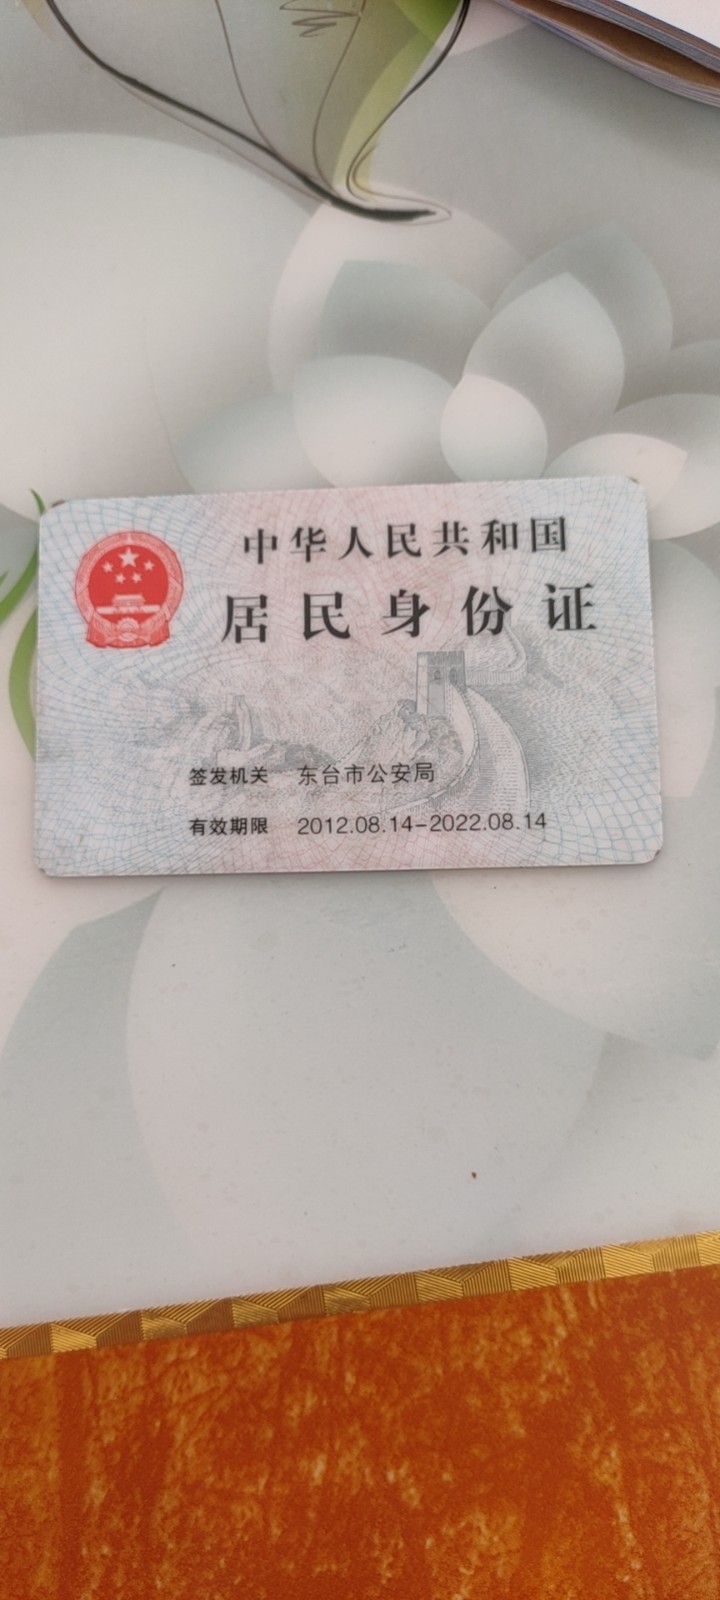 中华人民共和国
居民身份证
签发机关 东台市公安局
有效期限 2012.08.14-2022.08.14